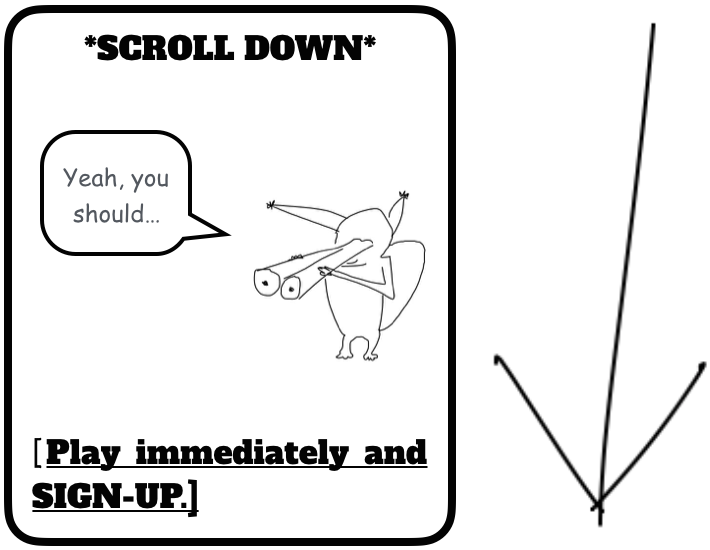 *SCROLL DOWN*
Yeah, you
should...
[Play immediately and
SIGN-UP.]